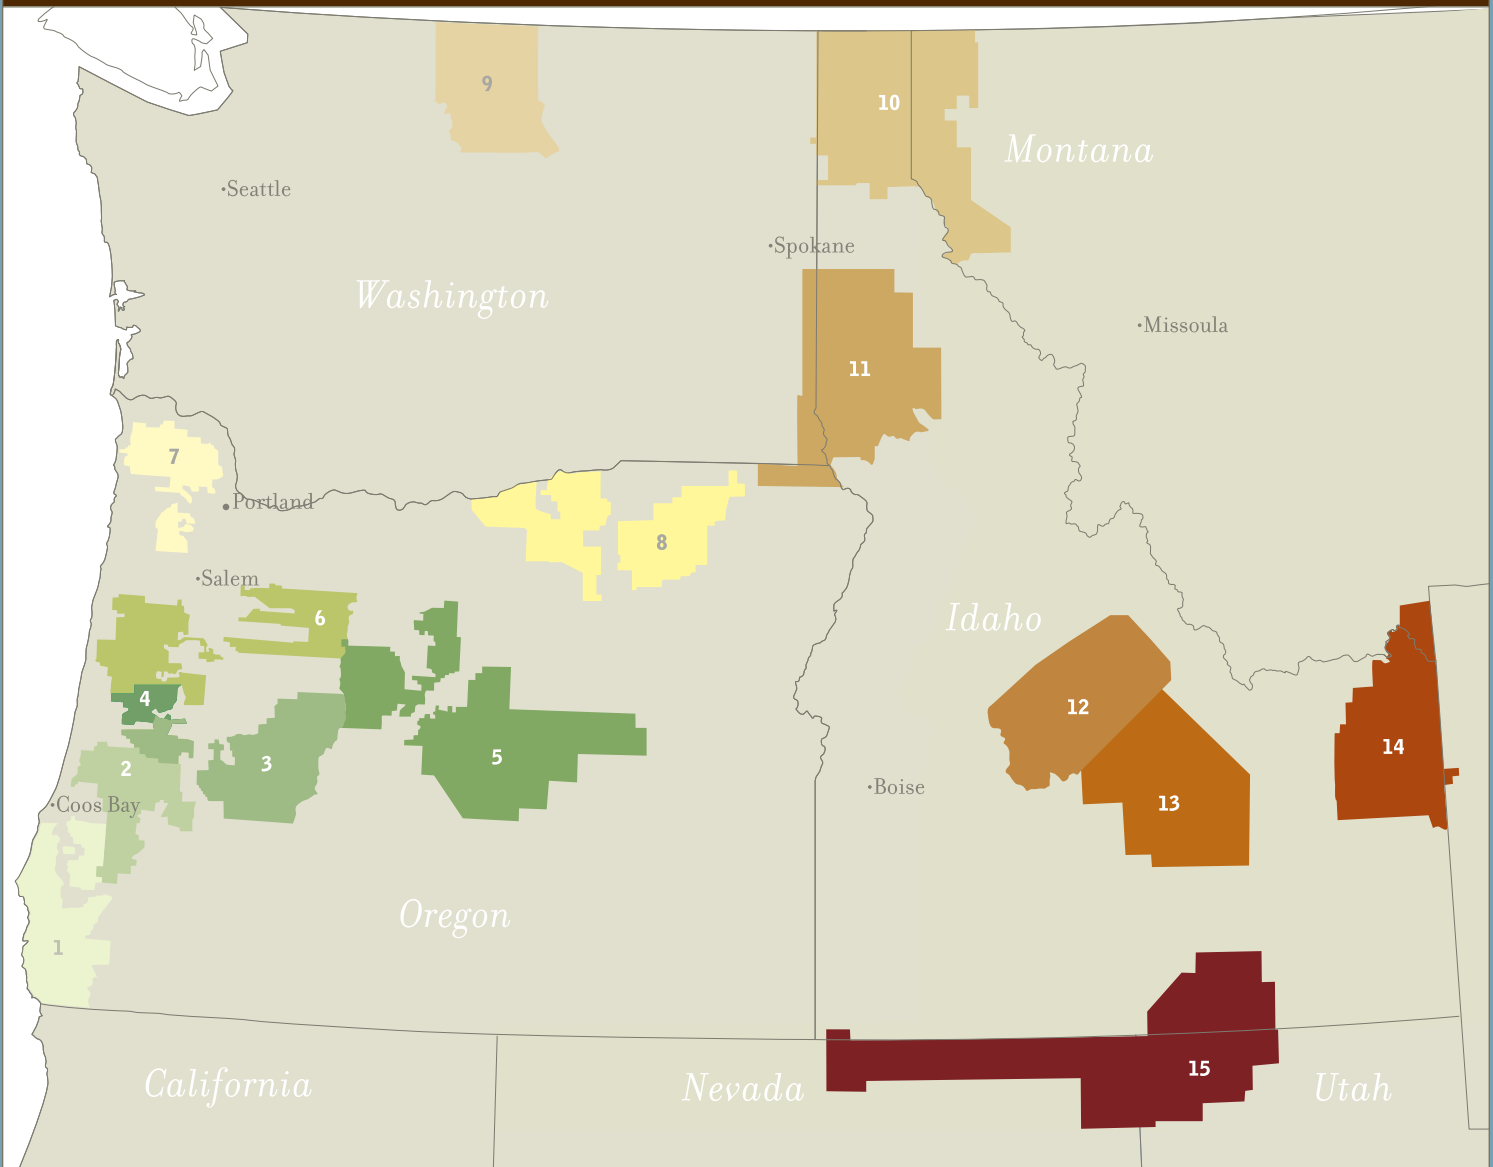 9
10
Montana
Seattle
Spokane
Washington
Missoula
11
7
Portland
8
Salem
6
Idaho
4
12
14
5
3
2
Boise
Coos Bay
13
Oregon
1
15
California
Nevada
Utah